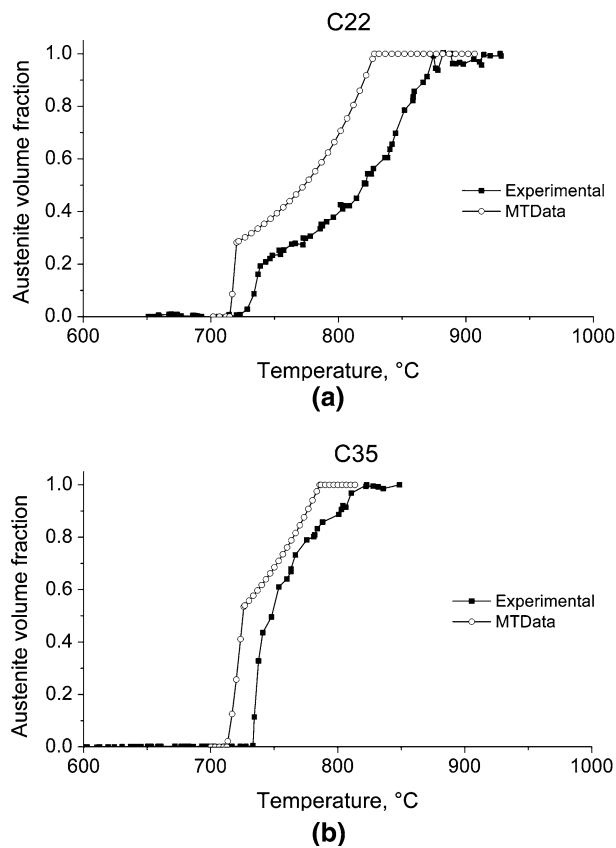 C22
Austenite volume fraction
1.0
0.8
0.6
0.4
0.2
0.0
Experimental
MTData
600 700 800 900 1000
Temperature, °C
(a)
C35
Austenite volume fraction
1.0
0.8
0.6
0.4
0.2
0.0
Experimental
MTData
600 700 800 900 1000
Temperature, °C
(b)